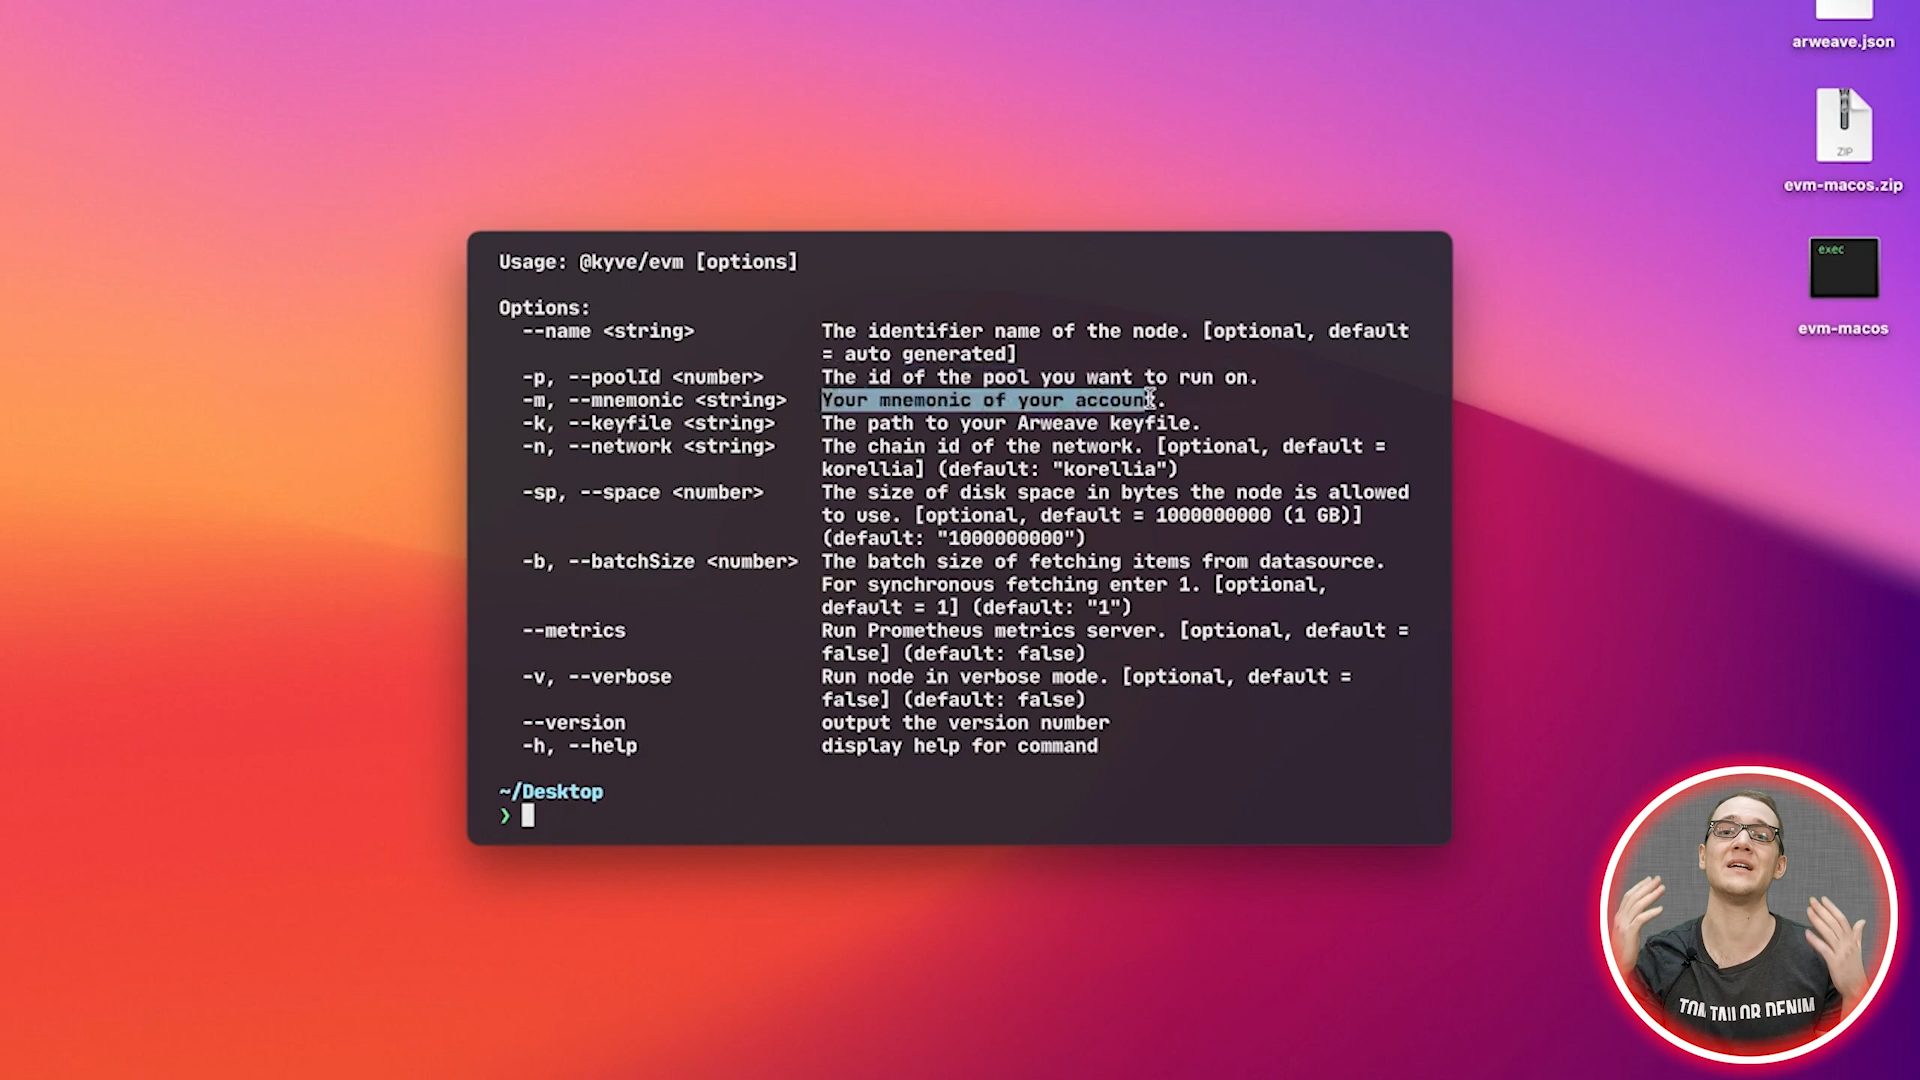 arweave.json
ZIP
evm-macos.zip
exec
evm-macos
Usage: @kyve/evm [options]
Options:
--name <string> The identifier name of the node. [optional, default
= auto generated]
-p, --poolId <number> The id of the pool you want to run on.
-m, --mnemonic <string> Your mnemonic of your account.
-k, --keyfile <string> The path to your Arweave keyfile.
-n, --network <string> The chain id of the network. [optional, default =
korellia] (default: "korellia")
-sp, --space <number> The size of disk space in bytes the node is allowed
to use. [optional, default = 1000000000 (1 GB)]
(default: "1000000000")
-b, --batchSize <number> The batch size of fetching items from datasource.
For synchronous fetching enter 1. [optional,
default = 1] (default: "1")
--metrics Run Prometheus metrics server. [optional, default =
false] (default: false)
-v, --verbose Run node in verbose mode. [optional, default =
false] (default: false)
--version output the version number
-h, --help display help for command
~/Desktop
❯
TOM TAILOR DENIM